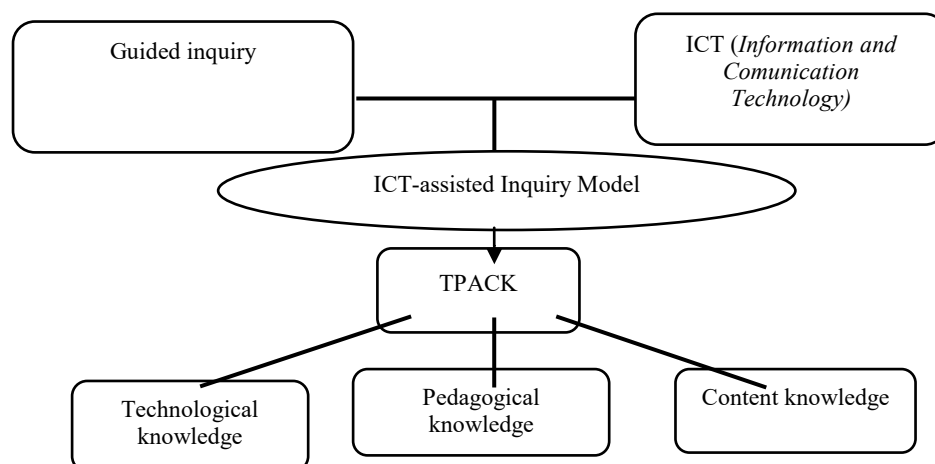 Guided inquiry
ICT (Information and
Comunication
Technology)
ICT-assisted Inquiry Model
TPACK
Technological
knowledge
Pedagogical
knowledge
Content knowledge